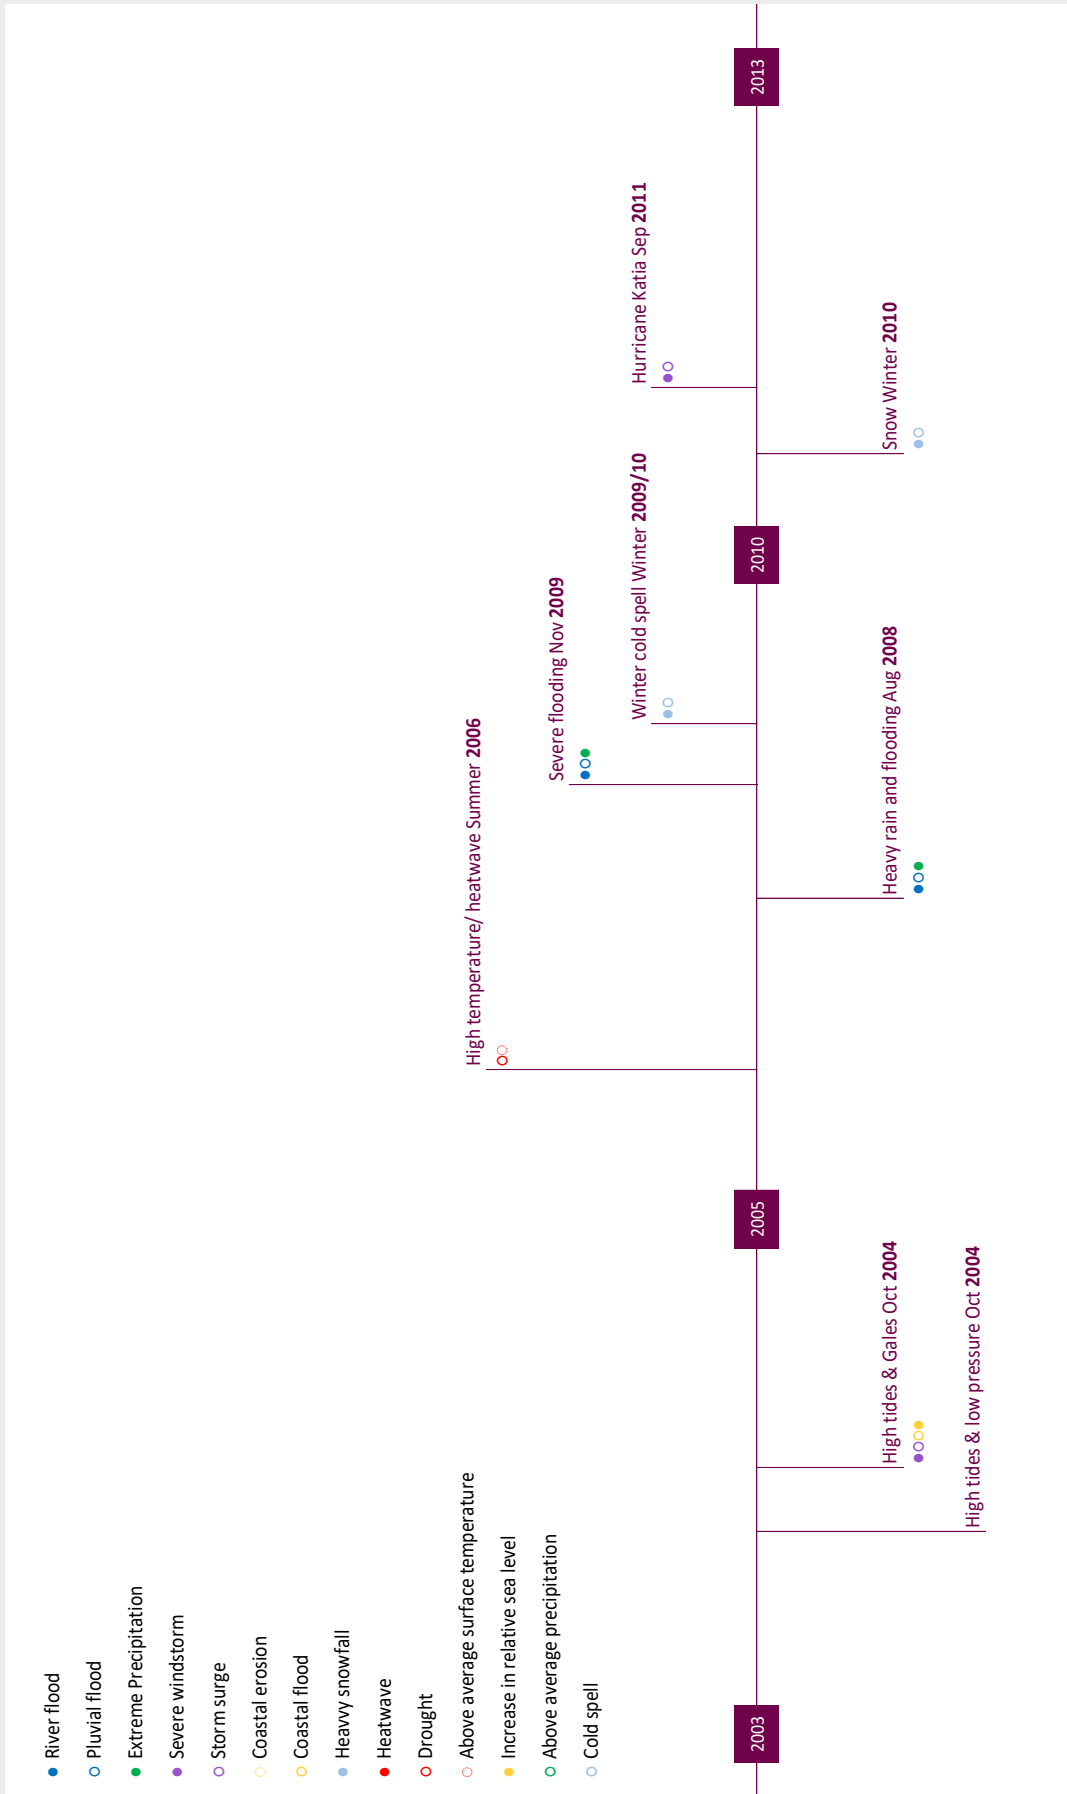 River flood
Pluvial flood
Extreme Precipitation
Severe windstorm
Storm surge
Coastal erosion
Coastal flood
Heavvy snowfall
Heatwave
Drought
Above average surface temperature
Increase in relative sea level
Above average precipitation
Cold spell
High temperature/ heatwave Summer 2006
Severe flooding Nov 2009
Winter cold spell Winter 2009/10
Hurricane Katia Sep 2011
2003
2005
2010
2013
High tides & Gales Oct 2004
Heavy rain and flooding Aug 2008
Snow Winter 2010
High tides & low pressure Oct 2004